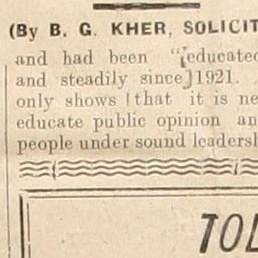 (By B. G. KHER, SOLICIT
and had been "educated
and steadily since 1921.
only shows that it is ne
educate public opinion an
people under sound leadersh
TOL